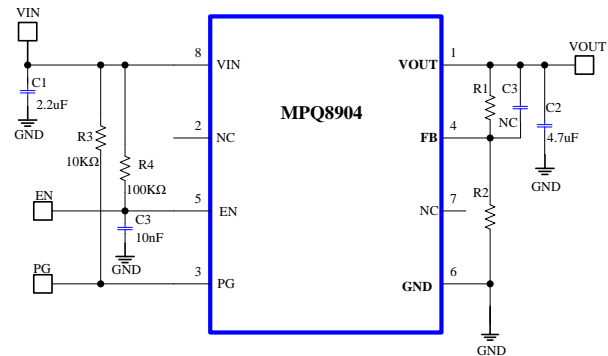 VIN
8
VIN
1
VOUT
VOUT
C1
2.2uF
GND
R1
C3
NC
C2
4.7uF
GND
MPQ8904
R3
10KΩ
2
NC
4
FB
R4
100KΩ
EN
5
EN
7
NC
R2
C3
10nF
GND
PG
3
PG
6
GND
GND